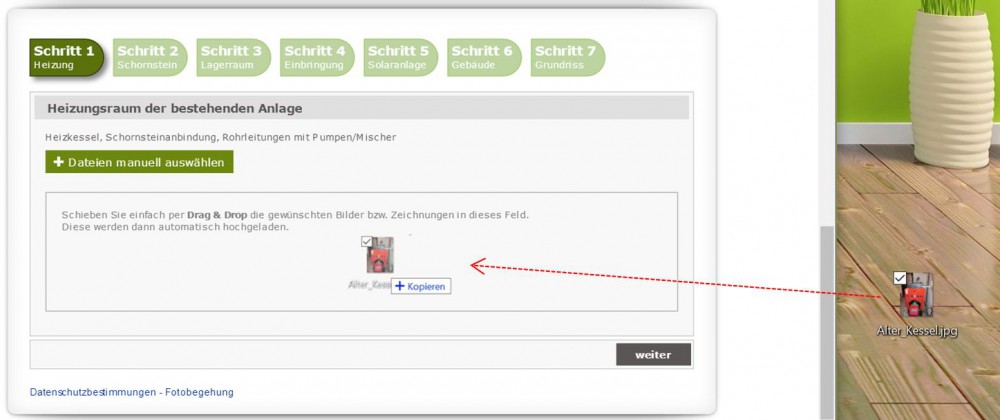 Schritt 1
Heizung
Schritt 2
Schornstein
Schritt 3
Lagerraum
Schritt 4
Einbringung
Schritt 5
Solaranlage
Schritt 6
Gebäude
Schritt 7
Grundriss
Heizungsraum der bestehenden Anlage
Heizkessel, Schornsteinanbindung, Rohrleitungen mit Pumpen/Mischer
+ Dateien manuell auswählen
Schieben Sie einfach per Drag & Drop die gewünschten Bilder bzw. Zeichnungen in dieses Feld.
Diese werden dann automatisch hochgeladen.
Alter_Kess
+ Kopieren
Alter_Kessel.jpg
weiter
Datenschutzbestimmungen - Fotobegehung